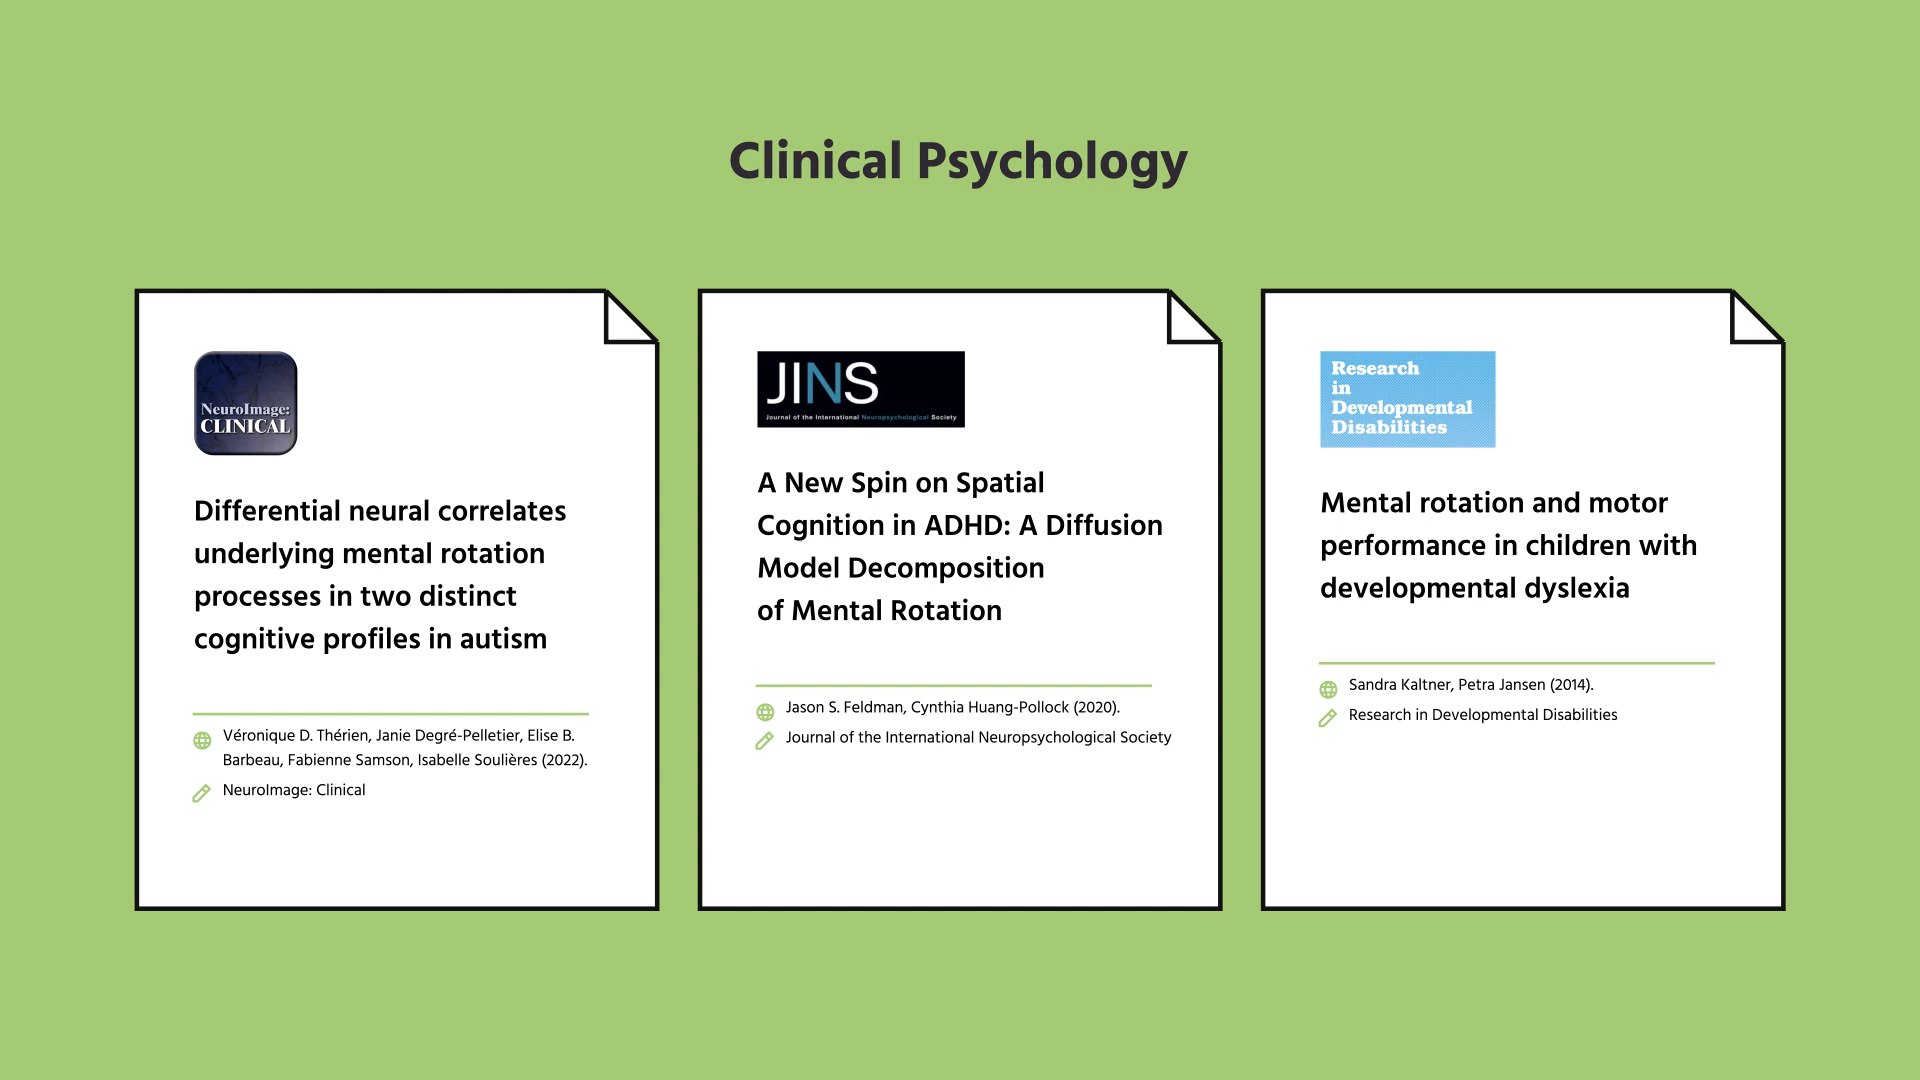 Clinical Psychology
NeuroImage:
CLINICAL
Differential neural correlates
underlying mental rotation
processes in two distinct
cognitive profiles in autism
Véronique D. Thérien, Janie Degré-Pelletier, Elise B.
Barbeau, Fabienne Samson, Isabelle Soulières (2022).
NeuroImage: Clinical
JINS
Journal of the International Neuropsychological Society
A New Spin on Spatial
Cognition in ADHD: A Diffusion
Model Decomposition
of Mental Rotation
Jason S. Feldman, Cynthia Huang-Pollock (2020).
Journal of the International Neuropsychological Society
Research
in
Developmental
Disabilities
Mental rotation and motor
performance in children with
developmental dyslexia
Sandra Kaltner, Petra Jansen (2014).
Research in Developmental Disabilities